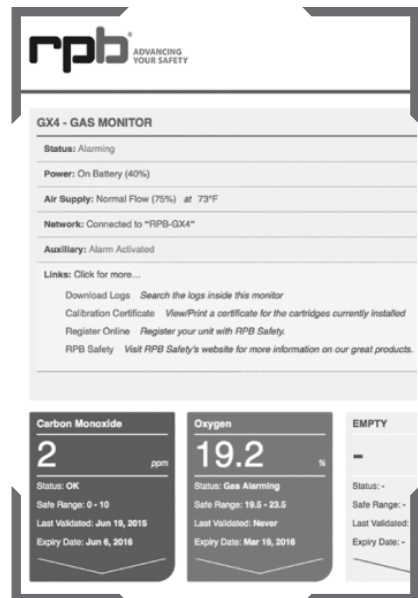 rpb
ADVANCING
YOUR SAFETY
GX4 - GAS MONITOR
Status: Alarming
Power: On Battery (40%)
Air Supply: Normal Flow (75%) at 73°F
Network: Connected to "RPB-GX4"
Auxiliary: Alarm Activated
Links: Click for more...
Download Logs Search the logs inside this monitor
Calibration Certificate View/Print a certificate for the cartridges currently installed
Register Online Register your unit with RPB Safety.
RPB Safety Visit RPB Safety's website for more information on our great products.
Carbon Monoxide
2 ppm
Status: OK
Safe Range: 0 - 10
Last Validated: Jun 19, 2015
Expiry Date: Jun 6, 2016
Oxygen
19.2 %
Status: Gas Alarming
Safe Range: 19.5 - 23.5
Last Validated: Never
Expiry Date: Mar 19, 2016
EMPTY
-
Status: -
Safe Range: -
Last Validated:
Expiry Date: -